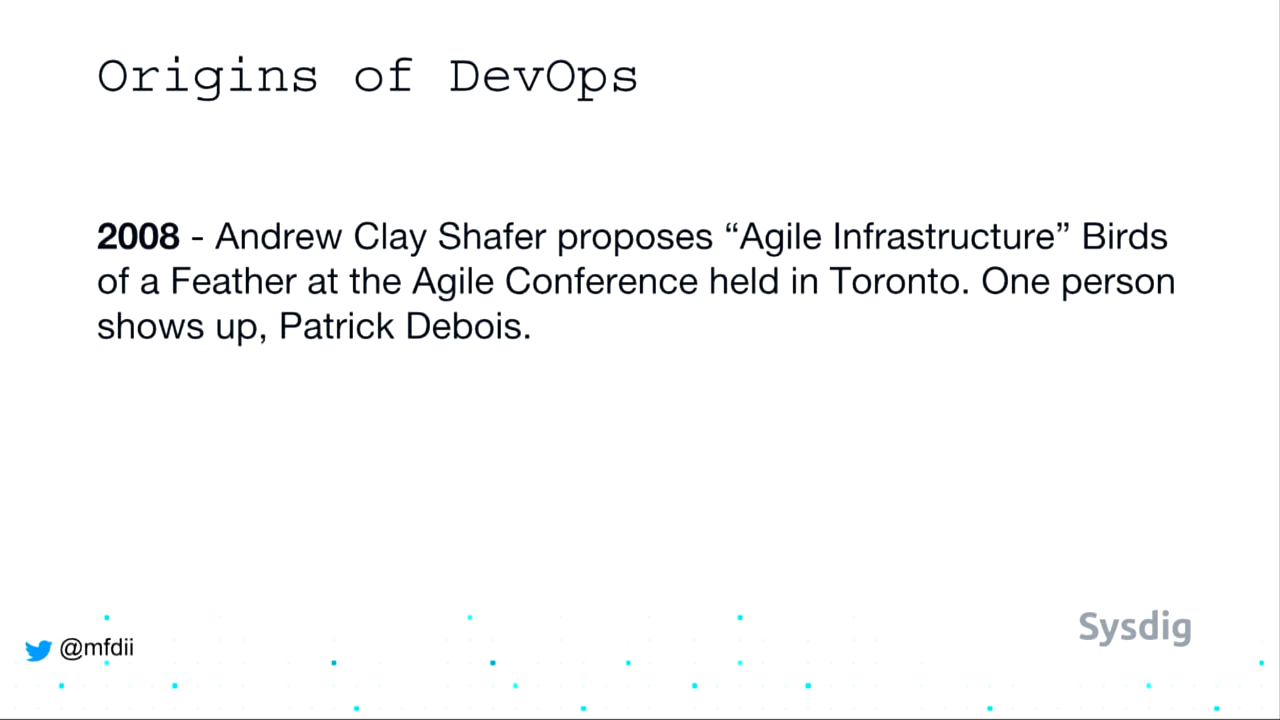 Origins of DevOps
2008 - Andrew Clay Shafer proposes “Agile Infrastructure” Birds
of a Feather at the Agile Conference held in Toronto. One person
shows up, Patrick Debois.
@mfdii
Sysdig